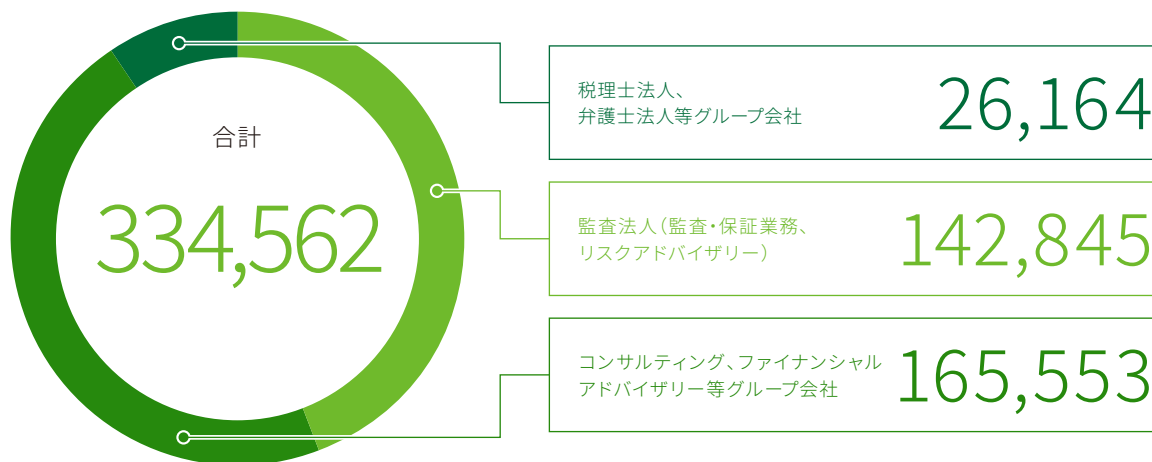 合計
334,562
税理士法人、
弁護士法人等グループ会社
26,164
監査法人（監査・保証業務、
リスクアドバイザリー）
142,845
コンサルティング、ファイナンシャル
アドバイザリー等グループ会社
165,553